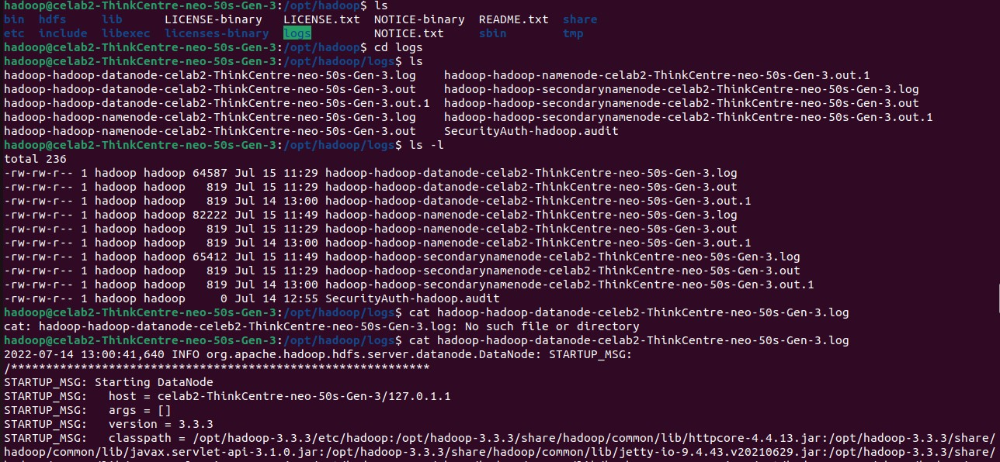 hadoop@celab2-ThinkCentre-neo-50s-Gen-3:/opt/hadoop$ ls
bin  hdfs     lib      LICENSE-binary   LICENSE.txt  NOTICE-binary  README.txt  share
etc  include  libexec  licenses-binary  logs         NOTICE.txt     sbin        tmp
hadoop@celab2-ThinkCentre-neo-50s-Gen-3:/opt/hadoop$ cd logs
hadoop@celab2-ThinkCentre-neo-50s-Gen-3:/opt/hadoop/logs$ ls
hadoop-hadoop-datanode-celab2-ThinkCentre-neo-50s-Gen-3.log    hadoop-hadoop-namenode-celab2-ThinkCentre-neo-50s-Gen-3.out.1
hadoop-hadoop-datanode-celab2-ThinkCentre-neo-50s-Gen-3.out    hadoop-hadoop-secondarynamenode-celab2-ThinkCentre-neo-50s-Gen-3.log
hadoop-hadoop-datanode-celab2-ThinkCentre-neo-50s-Gen-3.out.1  hadoop-hadoop-secondarynamenode-celab2-ThinkCentre-neo-50s-Gen-3.out
hadoop-hadoop-namenode-celab2-ThinkCentre-neo-50s-Gen-3.log    hadoop-hadoop-secondarynamenode-celab2-ThinkCentre-neo-50s-Gen-3.out.1
hadoop-hadoop-namenode-celab2-ThinkCentre-neo-50s-Gen-3.out    SecurityAuth-hadoop.audit
hadoop@celab2-ThinkCentre-neo-50s-Gen-3:/opt/hadoop/logs$ ls -l
total 236
-rw-rw-r-- 1 hadoop hadoop 64587 Jul 15 11:29 hadoop-hadoop-datanode-celab2-ThinkCentre-neo-50s-Gen-3.log
-rw-rw-r-- 1 hadoop hadoop   819 Jul 15 11:29 hadoop-hadoop-datanode-celab2-ThinkCentre-neo-50s-Gen-3.out
-rw-rw-r-- 1 hadoop hadoop   819 Jul 14 13:00 hadoop-hadoop-datanode-celab2-ThinkCentre-neo-50s-Gen-3.out.1
-rw-rw-r-- 1 hadoop hadoop 82222 Jul 15 11:49 hadoop-hadoop-namenode-celab2-ThinkCentre-neo-50s-Gen-3.log
-rw-rw-r-- 1 hadoop hadoop   819 Jul 15 11:29 hadoop-hadoop-namenode-celab2-ThinkCentre-neo-50s-Gen-3.out
-rw-rw-r-- 1 hadoop hadoop   819 Jul 14 13:00 hadoop-hadoop-namenode-celab2-ThinkCentre-neo-50s-Gen-3.out.1
-rw-rw-r-- 1 hadoop hadoop 65412 Jul 15 11:49 hadoop-hadoop-secondarynamenode-celab2-ThinkCentre-neo-50s-Gen-3.log
-rw-rw-r-- 1 hadoop hadoop   819 Jul 15 11:29 hadoop-hadoop-secondarynamenode-celab2-ThinkCentre-neo-50s-Gen-3.out
-rw-rw-r-- 1 hadoop hadoop   819 Jul 14 13:00 hadoop-hadoop-secondarynamenode-celab2-ThinkCentre-neo-50s-Gen-3.out.1
-rw-rw-r-- 1 hadoop hadoop     0 Jul 14 12:55 SecurityAuth-hadoop.audit
hadoop@celab2-ThinkCentre-neo-50s-Gen-3:/opt/hadoop/logs$ cat hadoop-hadoop-datanode-celeb2-ThinkCentre-neo-50s-Gen-3.log
cat: hadoop-hadoop-datanode-celeb2-ThinkCentre-neo-50s-Gen-3.log: No such file or directory
hadoop@celab2-ThinkCentre-neo-50s-Gen-3:/opt/hadoop/logs$ cat hadoop-hadoop-datanode-celab2-ThinkCentre-neo-50s-Gen-3.log
2022-07-14 13:00:41,640 INFO org.apache.hadoop.hdfs.server.datanode.DataNode: STARTUP_MSG:
/************************************************************
STARTUP_MSG: Starting DataNode
STARTUP_MSG:   host = celab2-ThinkCentre-neo-50s-Gen-3/127.0.1.1
STARTUP_MSG:   args = []
STARTUP_MSG:   version = 3.3.3
STARTUP_MSG:   classpath = /opt/hadoop-3.3.3/etc/hadoop:/opt/hadoop-3.3.3/share/hadoop/common/lib/httpcore-4.4.13.jar:/opt/hadoop-3.3.3/share/
hadoop/common/lib/javax.servlet-api-3.1.0.jar:/opt/hadoop-3.3.3/share/hadoop/common/lib/jetty-io-9.4.43.v20210629.jar:/opt/hadoop-3.3.3/share/